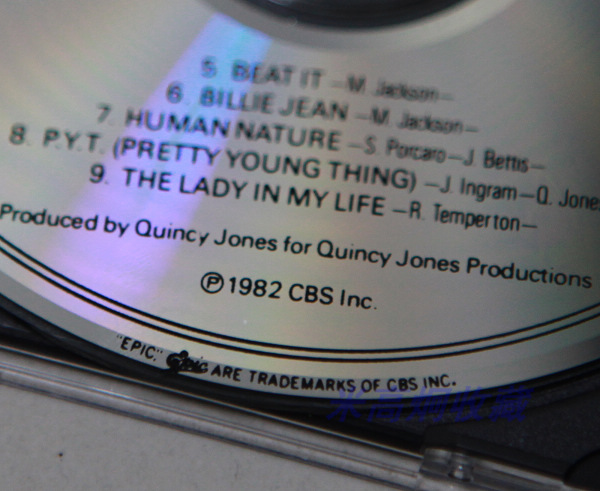 5. BEAT IT –M. Jackson–
6. BILLIE JEAN –M. Jackson–
7. HUMAN NATURE –S. Porcaro–J. Bettis–
8. P.Y.T. (PRETTY YOUNG THING) –J. Ingram–Q. Jones
9. THE LADY IN MY LIFE –R. Temperton–
Produced by Quincy Jones for Quincy Jones Productions
Ⓟ1982 CBS Inc.
"EPIC," Epic ARE TRADEMARKS OF CBS INC.